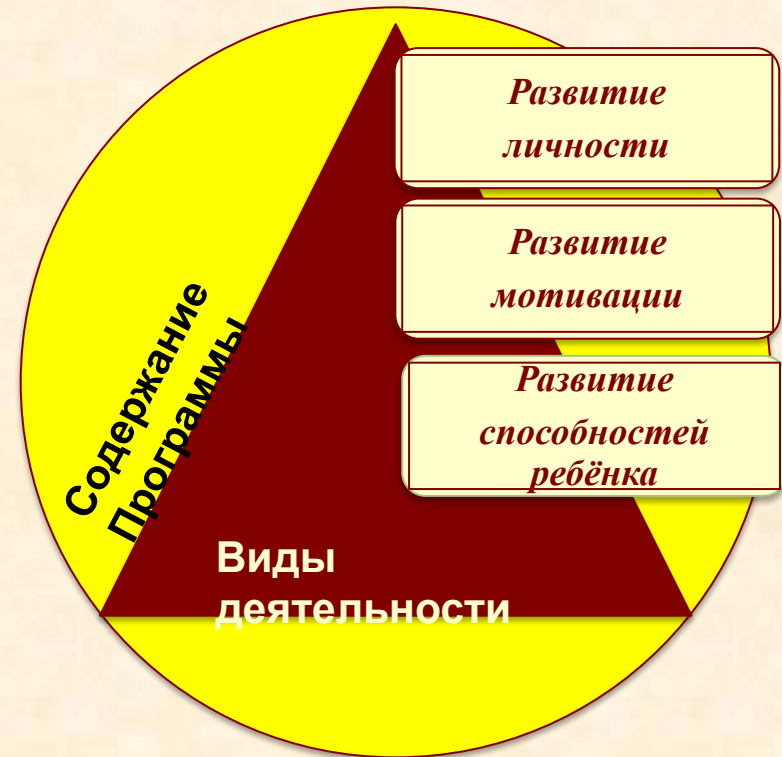 Развитие
личности
Развитие
мотивации
Развитие
способностей
ребёнка
Содержание
Программы
Виды
деятельности